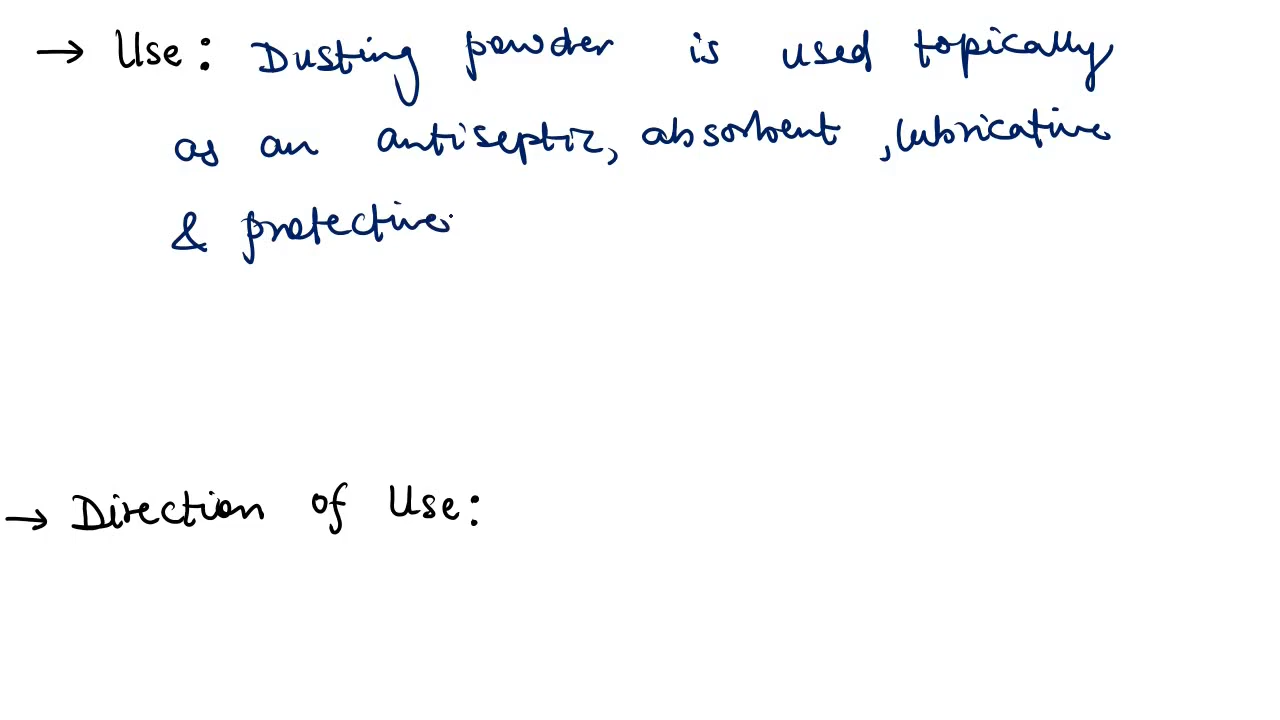 → Use: Dusting powder is used topically
as an antiseptic, absorbent, lubricative
& protective.
→ Direction of Use: